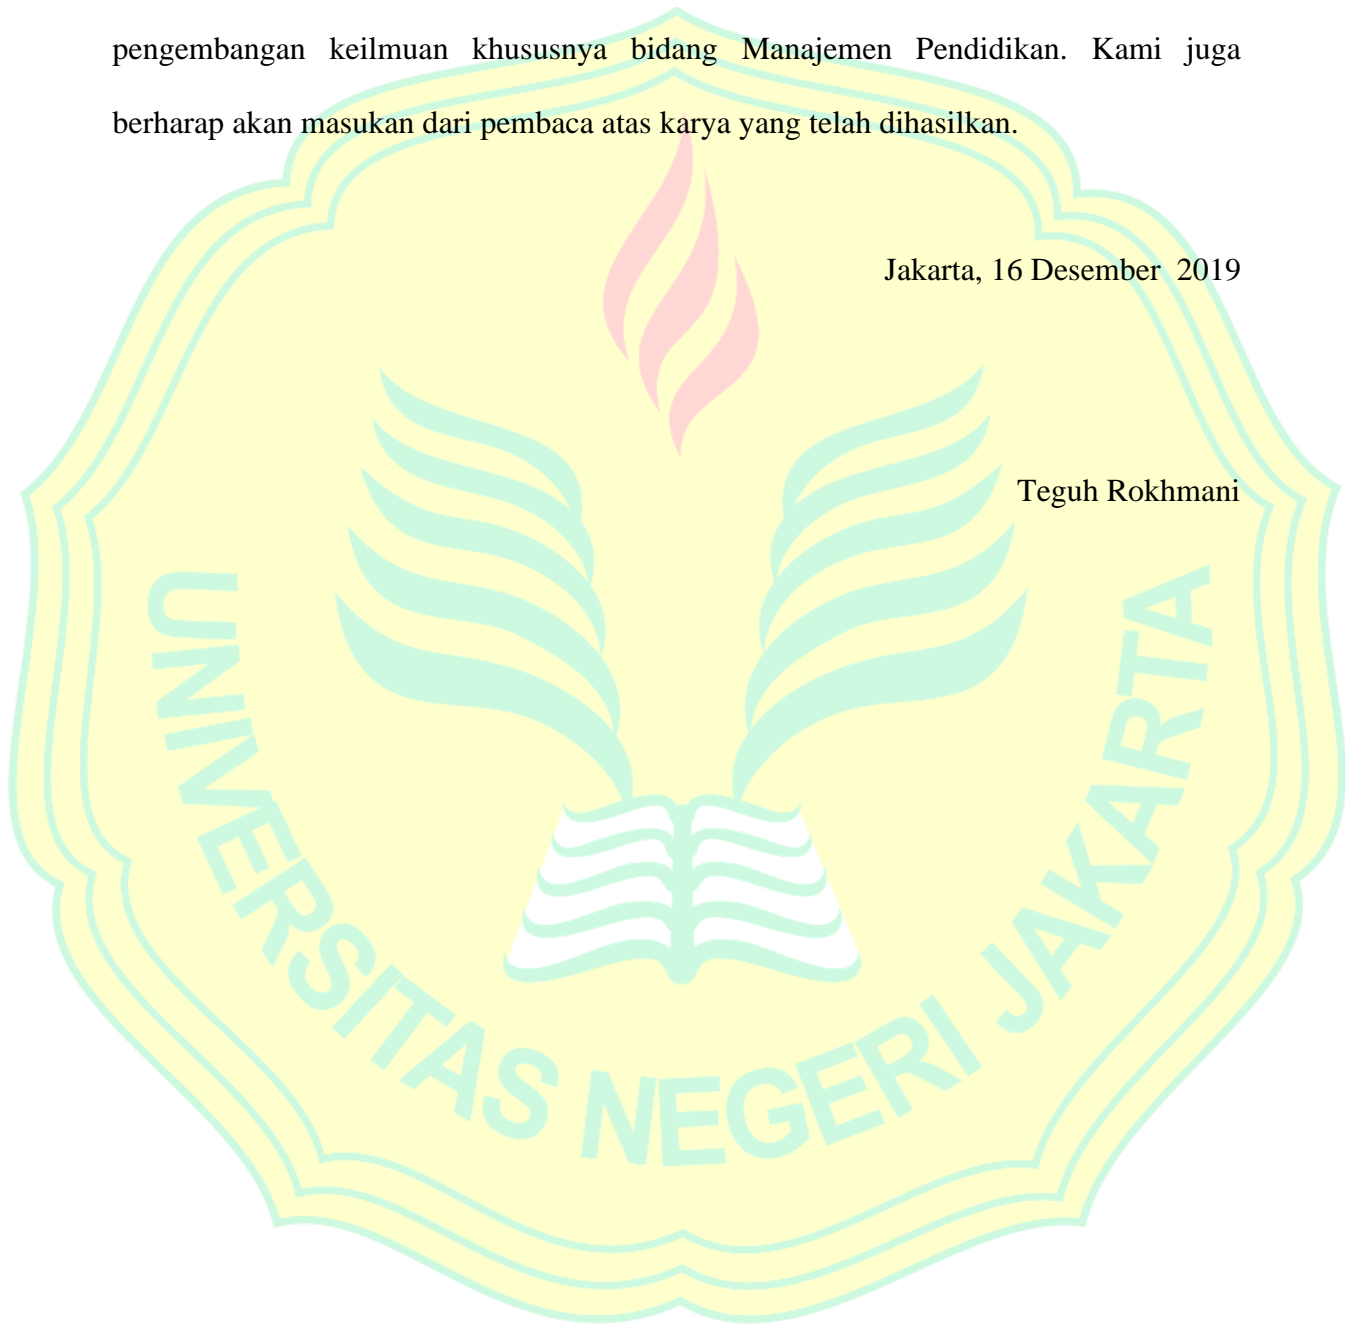 pengembangan keilmuan khususnya bidang Manajemen Pendidikan. Kami juga
berharap akan masukan dari pembaca atas karya yang telah dihasilkan.
Jakarta, 16 Desember 2019
Teguh Rokhmani
UNIVERSITAS NEGERI JAKARTA